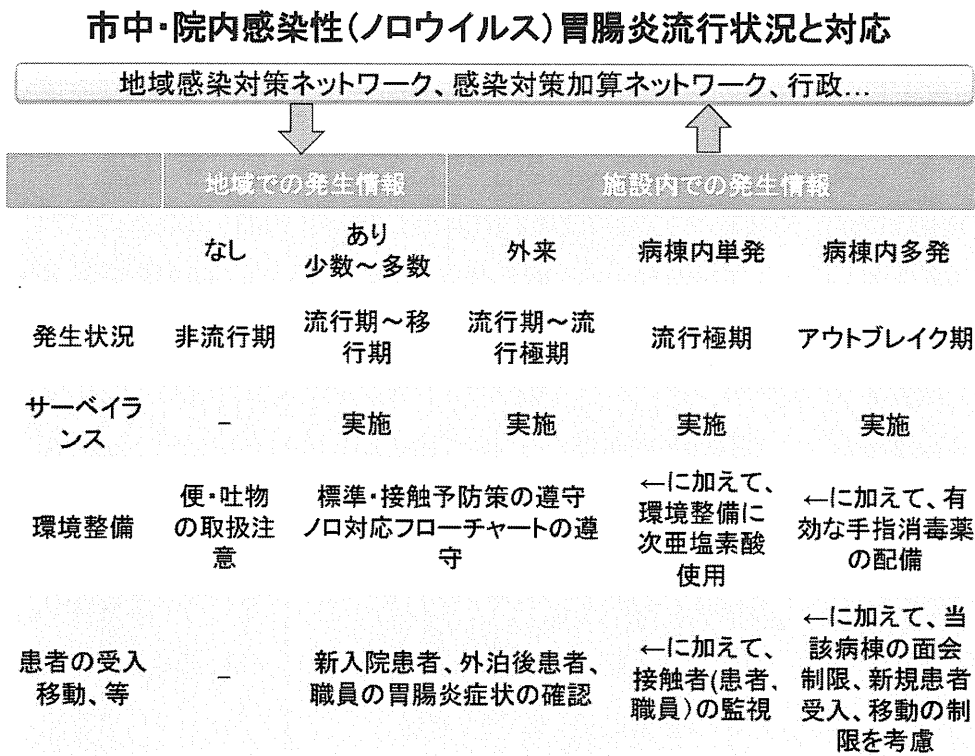 市中・院内感染性(ノロウイルス)胃腸炎流行状況と対応
地域感染対策ネットワーク、感染対策加算ネットワーク、行政…
地域での発生情報
施設内での発生情報
なし
あり
少数～多数
外来
病棟内単発
病棟内多発
発生状況
非流行期
流行期～移
行期
流行期～流
行極期
流行極期
アウトブレイク期
サーベイラ
ンス
－
実施
実施
実施
実施
環境整備
便・吐物
の取扱注
意
標準・接触予防策の遵守
ノロ対応フローチャートの遵
守
←に加えて、
環境整備に
次亜塩素酸
使用
←に加えて、有
効な手指消毒薬
の配備
患者の受入
移動、等
－
新入院患者、外泊後患者、
職員の胃腸炎症状の確認
←に加えて、
接触者(患者、
職員)の監視
←に加えて、当
該病棟の面会
制限、新規患者
受入、移動の制
限を考慮